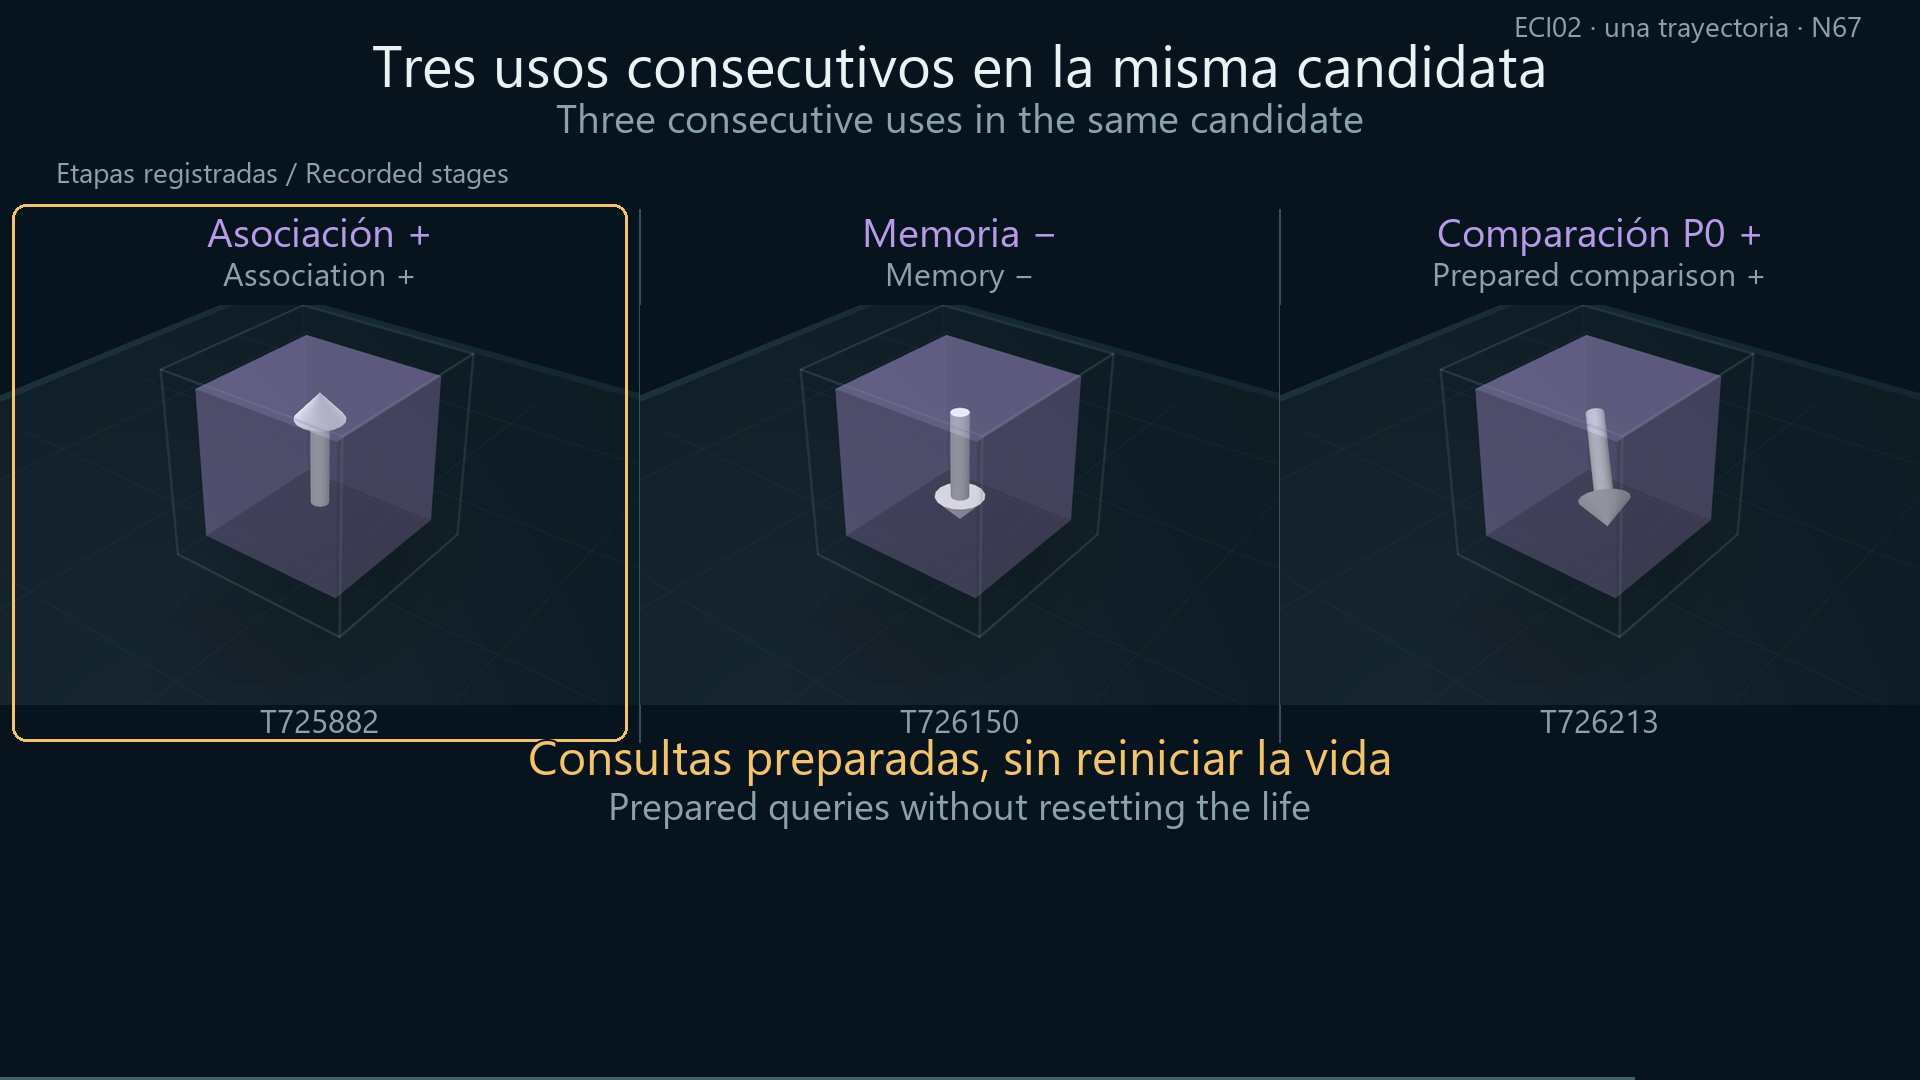 ECI02 · una trayectoria · N67
Tres usos consecutivos en la misma candidata
Three consecutive uses in the same candidate
Etapas registradas / Recorded stages
Asociación +
Association +
T725882
Memoria −
Memory −
T726150
Comparación P0 +
Prepared comparison +
T726213
Consultas preparadas, sin reiniciar la vida
Prepared queries without resetting the life